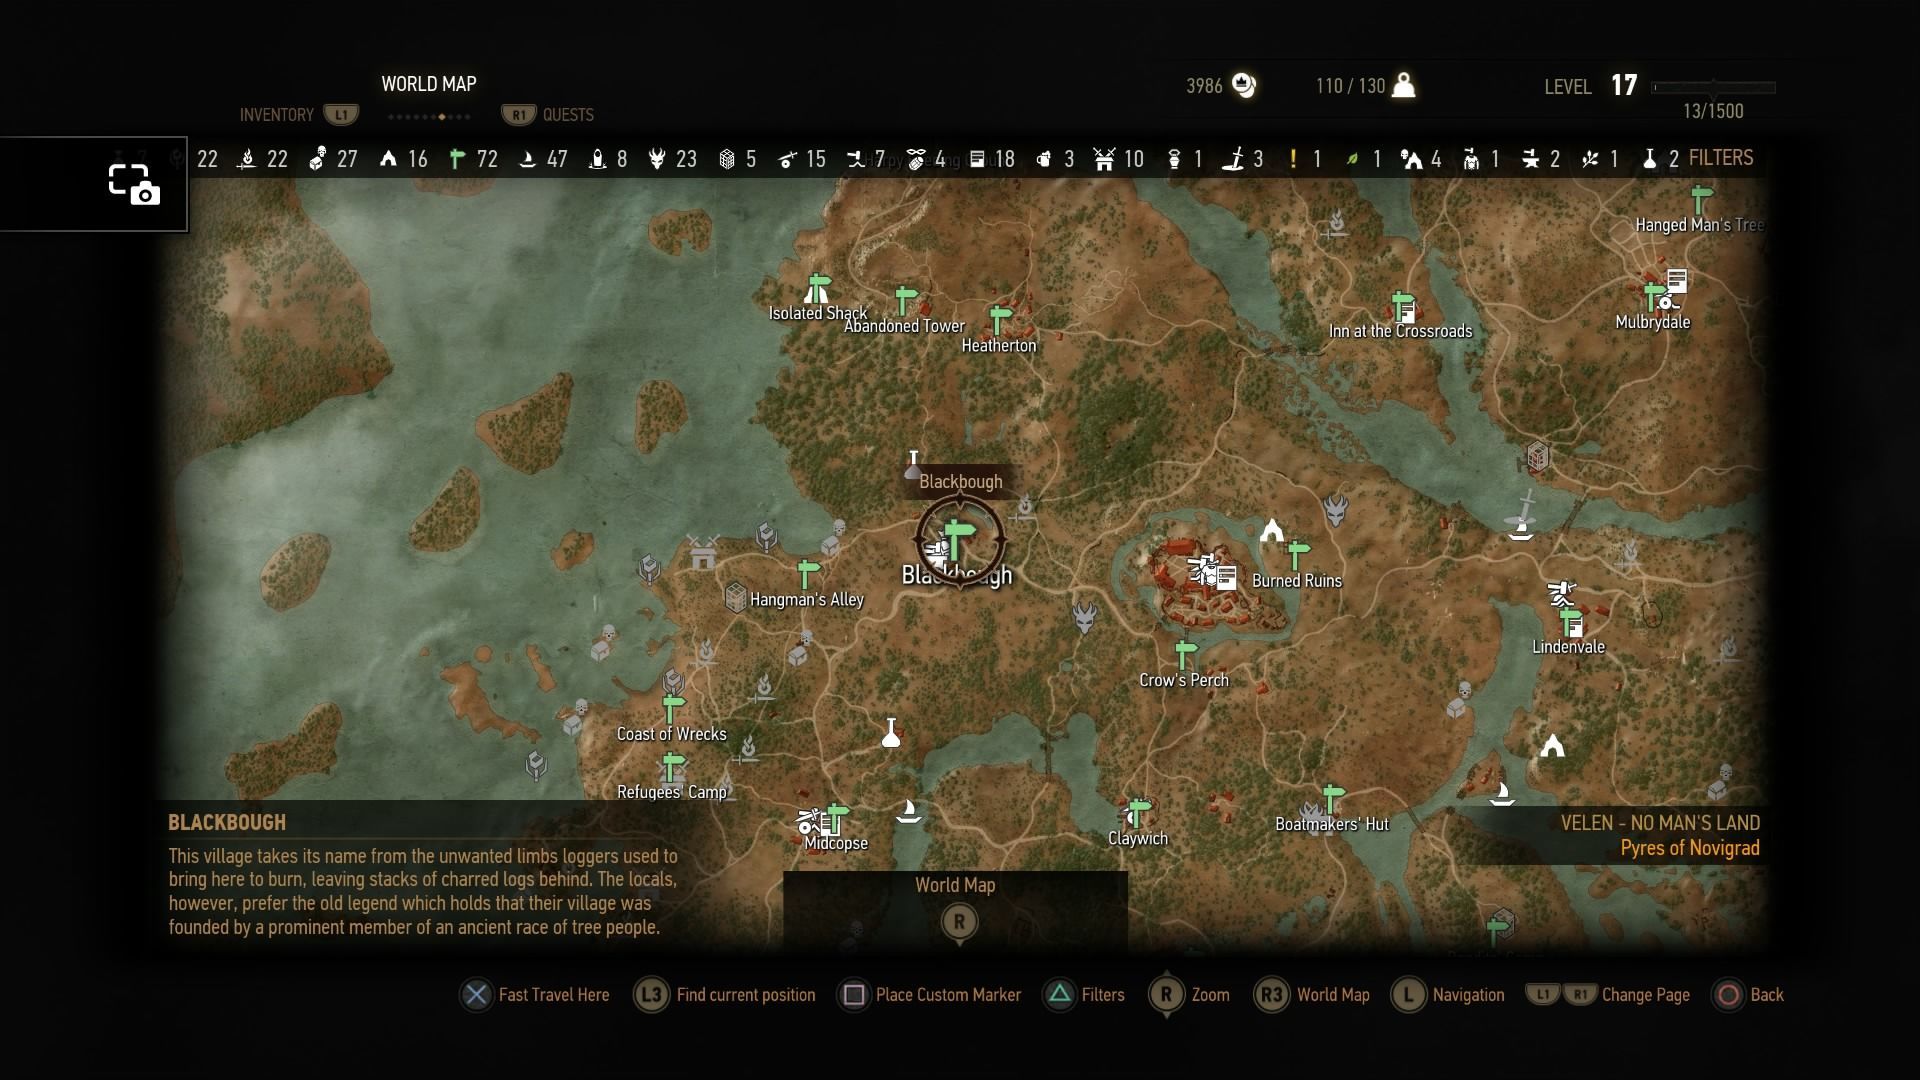 WORLD MAP
INVENTORY L1 R1 QUESTS
3986 110 / 130 LEVEL 17
13/1500
22 22 27 16 72 47 8 23 5 15 7 4 18 3 10 1 3 1 1 4 1 2 1 2 FILTERS
Hanged Man's Tree
Isolated Shack
Abandoned Tower
Heatherton
Inn at the Crossroads
Mulbrydale
Blackbough
Blackbough
Hangman's Alley
Burned Ruins
Lindenvale
Crow's Perch
Coast of Wrecks
Refugees' Camp
Midcopse
Claywich
Boatmakers' Hut
BLACKBOUGH
This village takes its name from the unwanted limbs loggers used to
bring here to burn, leaving stacks of charred logs behind. The locals,
however, prefer the old legend which holds that their village was
founded by a prominent member of an ancient race of tree people.
VELEN - NO MAN'S LAND
Pyres of Novigrad
World Map
R
Fast Travel Here L3 Find current position Place Custom Marker Filters R Zoom R3 World Map L Navigation L1 R1 Change Page Back